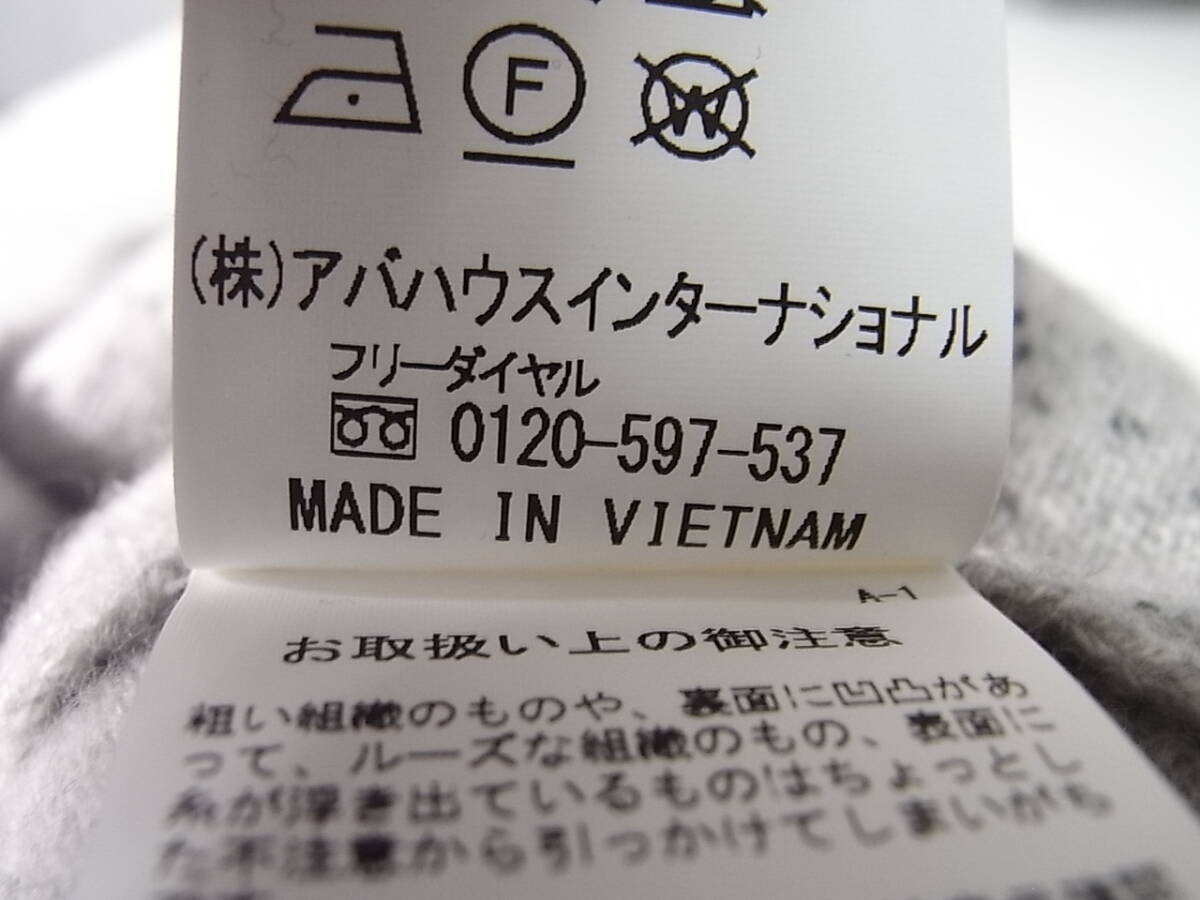 F
W
(株)アバハウスインターナショナル
フリーダイヤル
0120-597-537
MADE IN VIETNAM
A-1
お取扱い上の御注意
粗い組織のものや、表面に凹凸があ
って、ルーズな組織のもの、表面に
糸が浮き出ているものはちょっとし
た不注意から引っかけてしまいがち